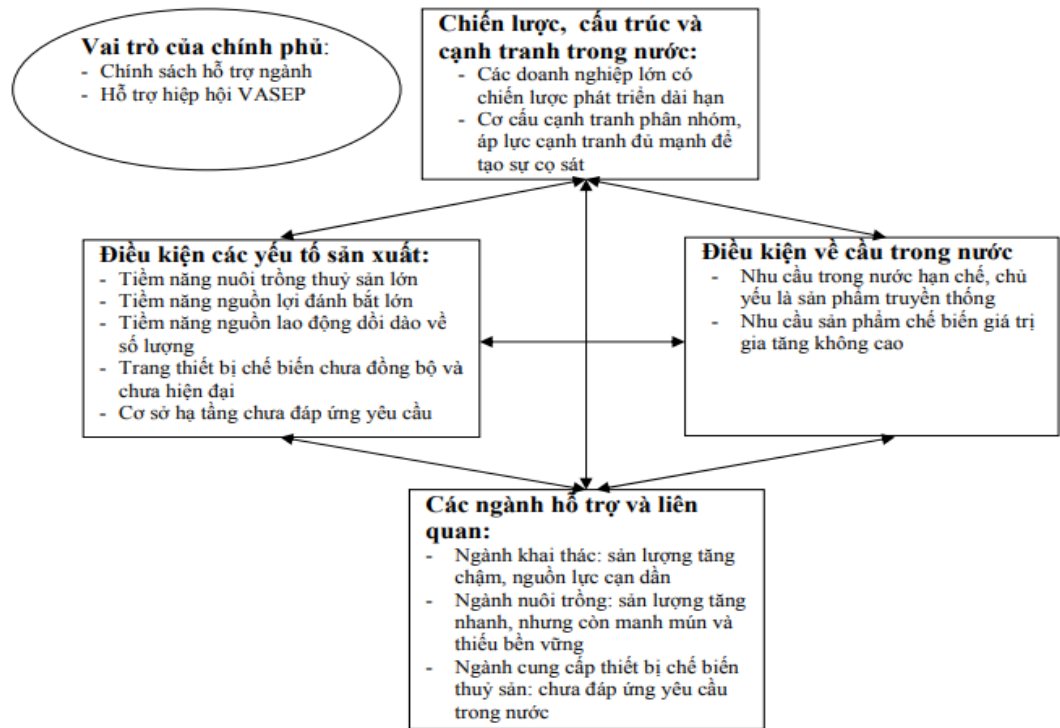 Vai trò của chính phủ:
- Chính sách hỗ trợ ngành
- Hỗ trợ hiệp hội VASEP
Chiến lược, cấu trúc và
cạnh tranh trong nước:
- Các doanh nghiệp lớn có
chiến lược phát triển dài hạn
- Cơ cấu cạnh tranh phân nhóm,
áp lực cạnh tranh đủ mạnh để
tạo sự cọ sát
Điều kiện các yếu tố sản xuất:
- Tiềm năng nuôi trồng thuỷ sản lớn
- Tiềm năng nguồn lợi đánh bắt lớn
- Tiềm năng nguồn lao động dồi dào về
số lượng
- Trang thiết bị chế biến chưa đồng bộ và
chưa hiện đại
- Cơ sở hạ tầng chưa đáp ứng yêu cầu
Điều kiện về cầu trong nước
- Nhu cầu trong nước hạn chế, chủ
yếu là sản phẩm truyền thống
- Nhu cầu sản phẩm chế biến giá trị
gia tăng không cao
Các ngành hỗ trợ và liên
quan:
- Ngành khai thác: sản lượng tăng
chậm, nguồn lực cạn dần
- Ngành nuôi trồng: sản lượng tăng
nhanh, nhưng còn manh mún và
thiếu bền vững
- Ngành cung cấp thiết bị chế biến
thuỷ sản: chưa đáp ứng yêu cầu
trong nước